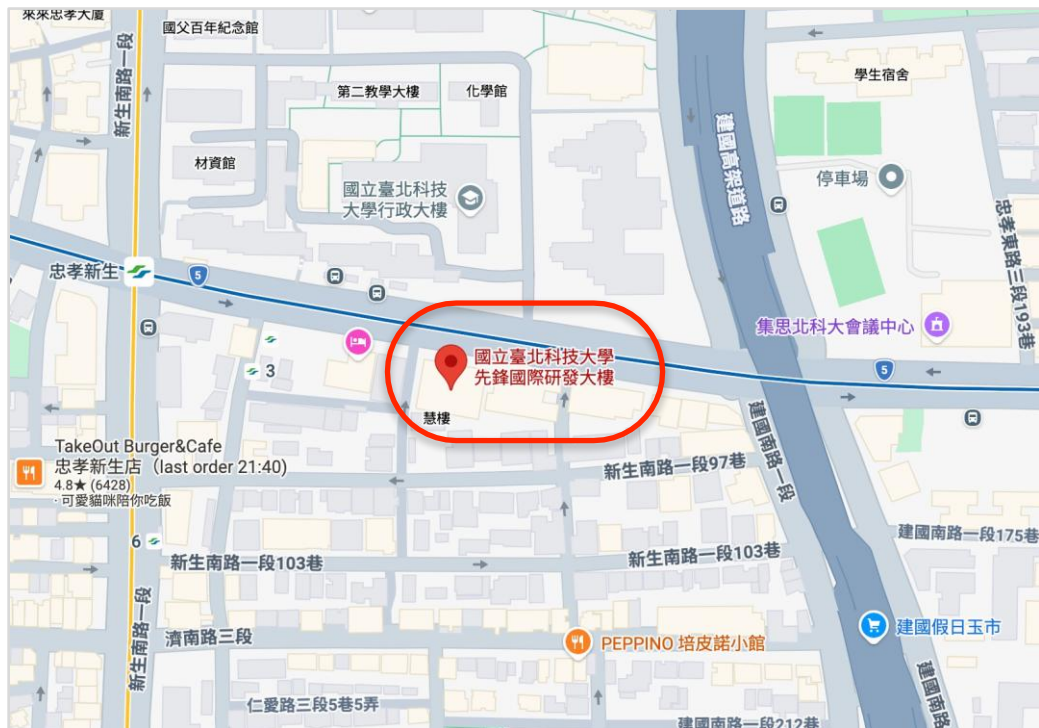 來來忠孝大廈
國父百年紀念館
新生南路一段
第二教學大樓
化學館
學生宿舍
材資館
國立臺北科技
大學行政大樓
建國高架道路
停車場
忠孝東路三段193巷
忠孝新生
5
集思北科大會議中心
3
國立臺北科技大學
先鋒國際研發大樓
5
慧樓
TakeOut Burger&Cafe
忠孝新生店（last order 21:40)
4.8★ (6428)
· 可愛貓咪陪你吃飯
新生南路一段97巷
建國南路一段
6
新生南路一段103巷
新生南路一段103巷
建國南路一段175巷
新生南路一段
濟南路三段
PEPPINO 培皮諾小館
建國假日玉市
仁愛路三段5巷5弄
建國南路一段212巷
建國南路